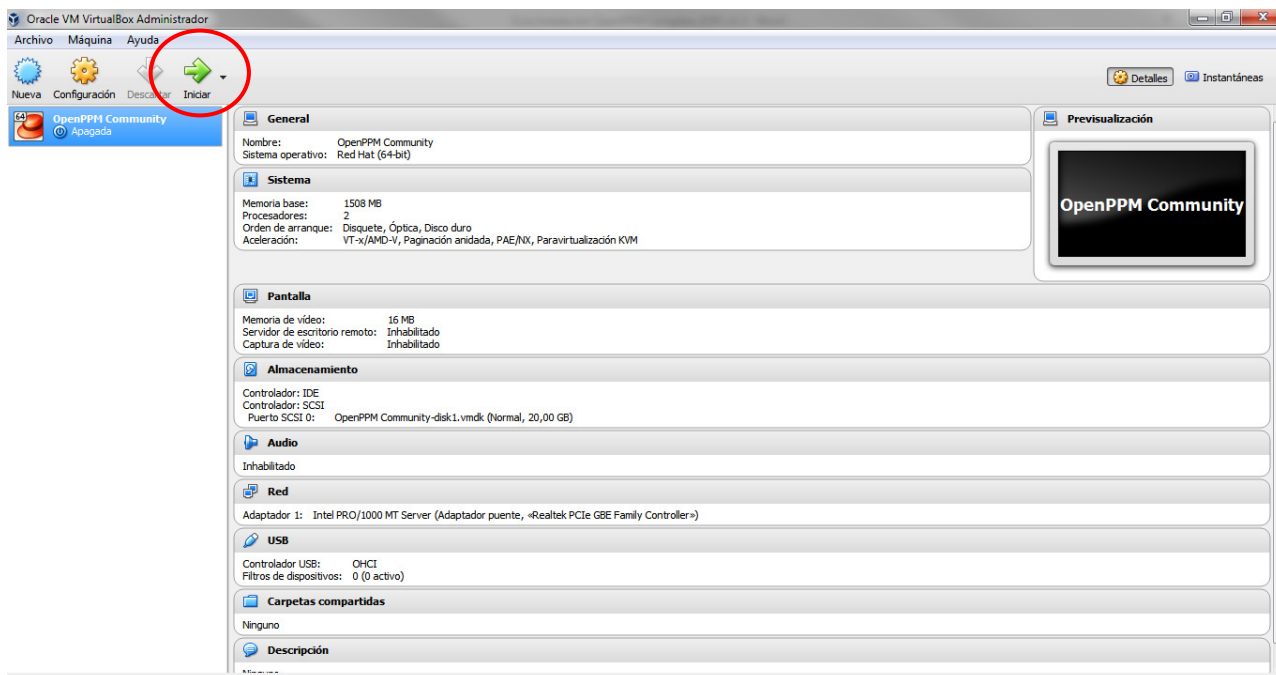 Oracle VM VirtualBox Administrador
Archivo Máquina Ayuda
Nueva Configuración Descartar Iniciar
Detalles Instantáneas
64
OpenPPM Community
Apagada
General
Nombre: OpenPPM Community
Sistema operativo: Red Hat (64-bit)
Previsualización
OpenPPM Community
Sistema
Memoria base: 1508 MB
Procesadores: 2
Orden de arranque: Disquete, Óptica, Disco duro
Aceleración: VT-x/AMD-V, Paginación anidada, PAE/NX, Paravirtualización KVM
Pantalla
Memoria de vídeo: 16 MB
Servidor de escritorio remoto: Inhabilitado
Captura de vídeo: Inhabilitado
Almacenamiento
Controlador: IDE
Controlador: SCSI
Puerto SCSI 0: OpenPPM Community-disk1.vmdk (Normal, 20,00 GB)
Audio
Inhabilitado
Red
Adaptador 1: Intel PRO/1000 MT Server (Adaptador puente, «Realtek PCIe GBE Family Controller»)
USB
Controlador USB: OHCI
Filtros de dispositivos: 0 (0 activo)
Carpetas compartidas
Ninguno
Descripción